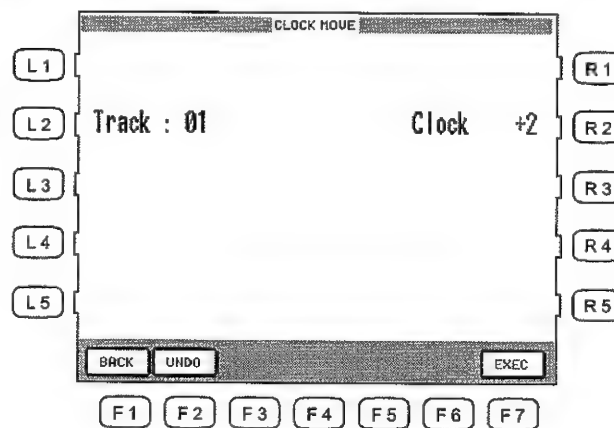 CLOCK MOVE
L1 R1
L2 Track : 01 Clock +2 R2
L3 R3
L4 R4
L5 R5
BACK UNDO EXEC
F1 F2 F3 F4 F5 F6 F7